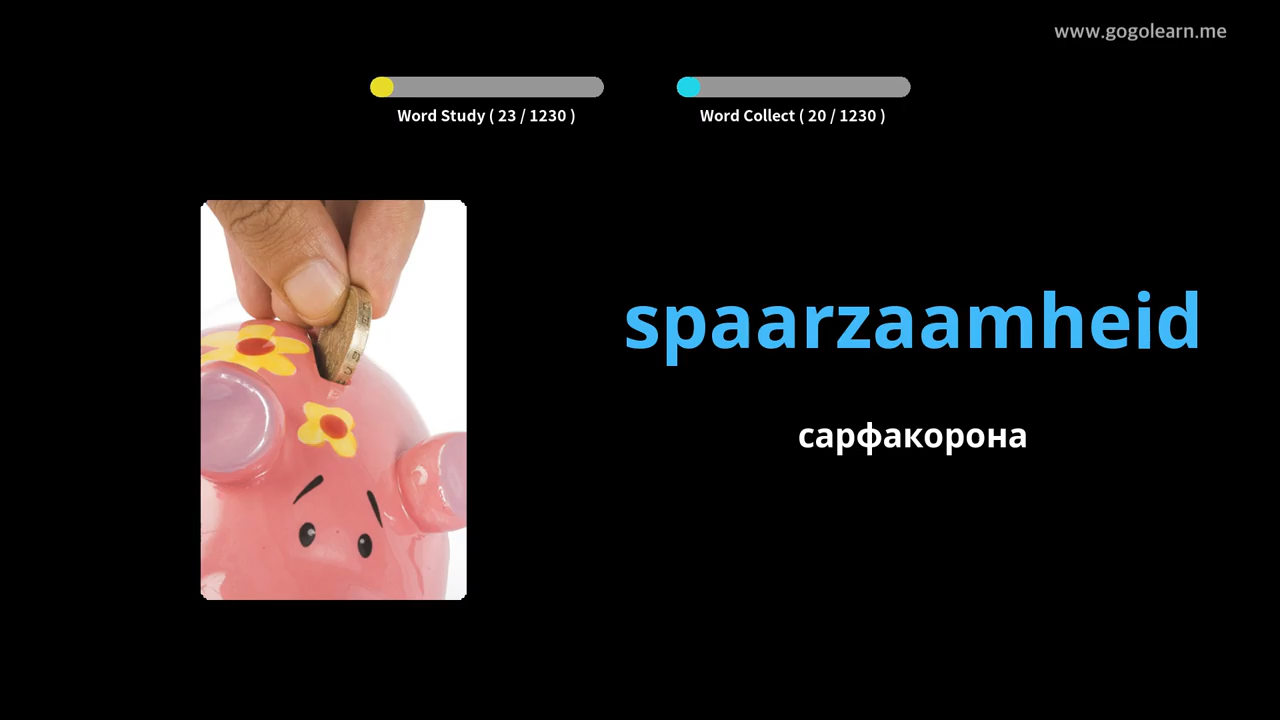 www.gogolearn.me
Word Study ( 23 / 1230 )
Word Collect ( 20 / 1230 )
spaarzaamheid
сарфакорона